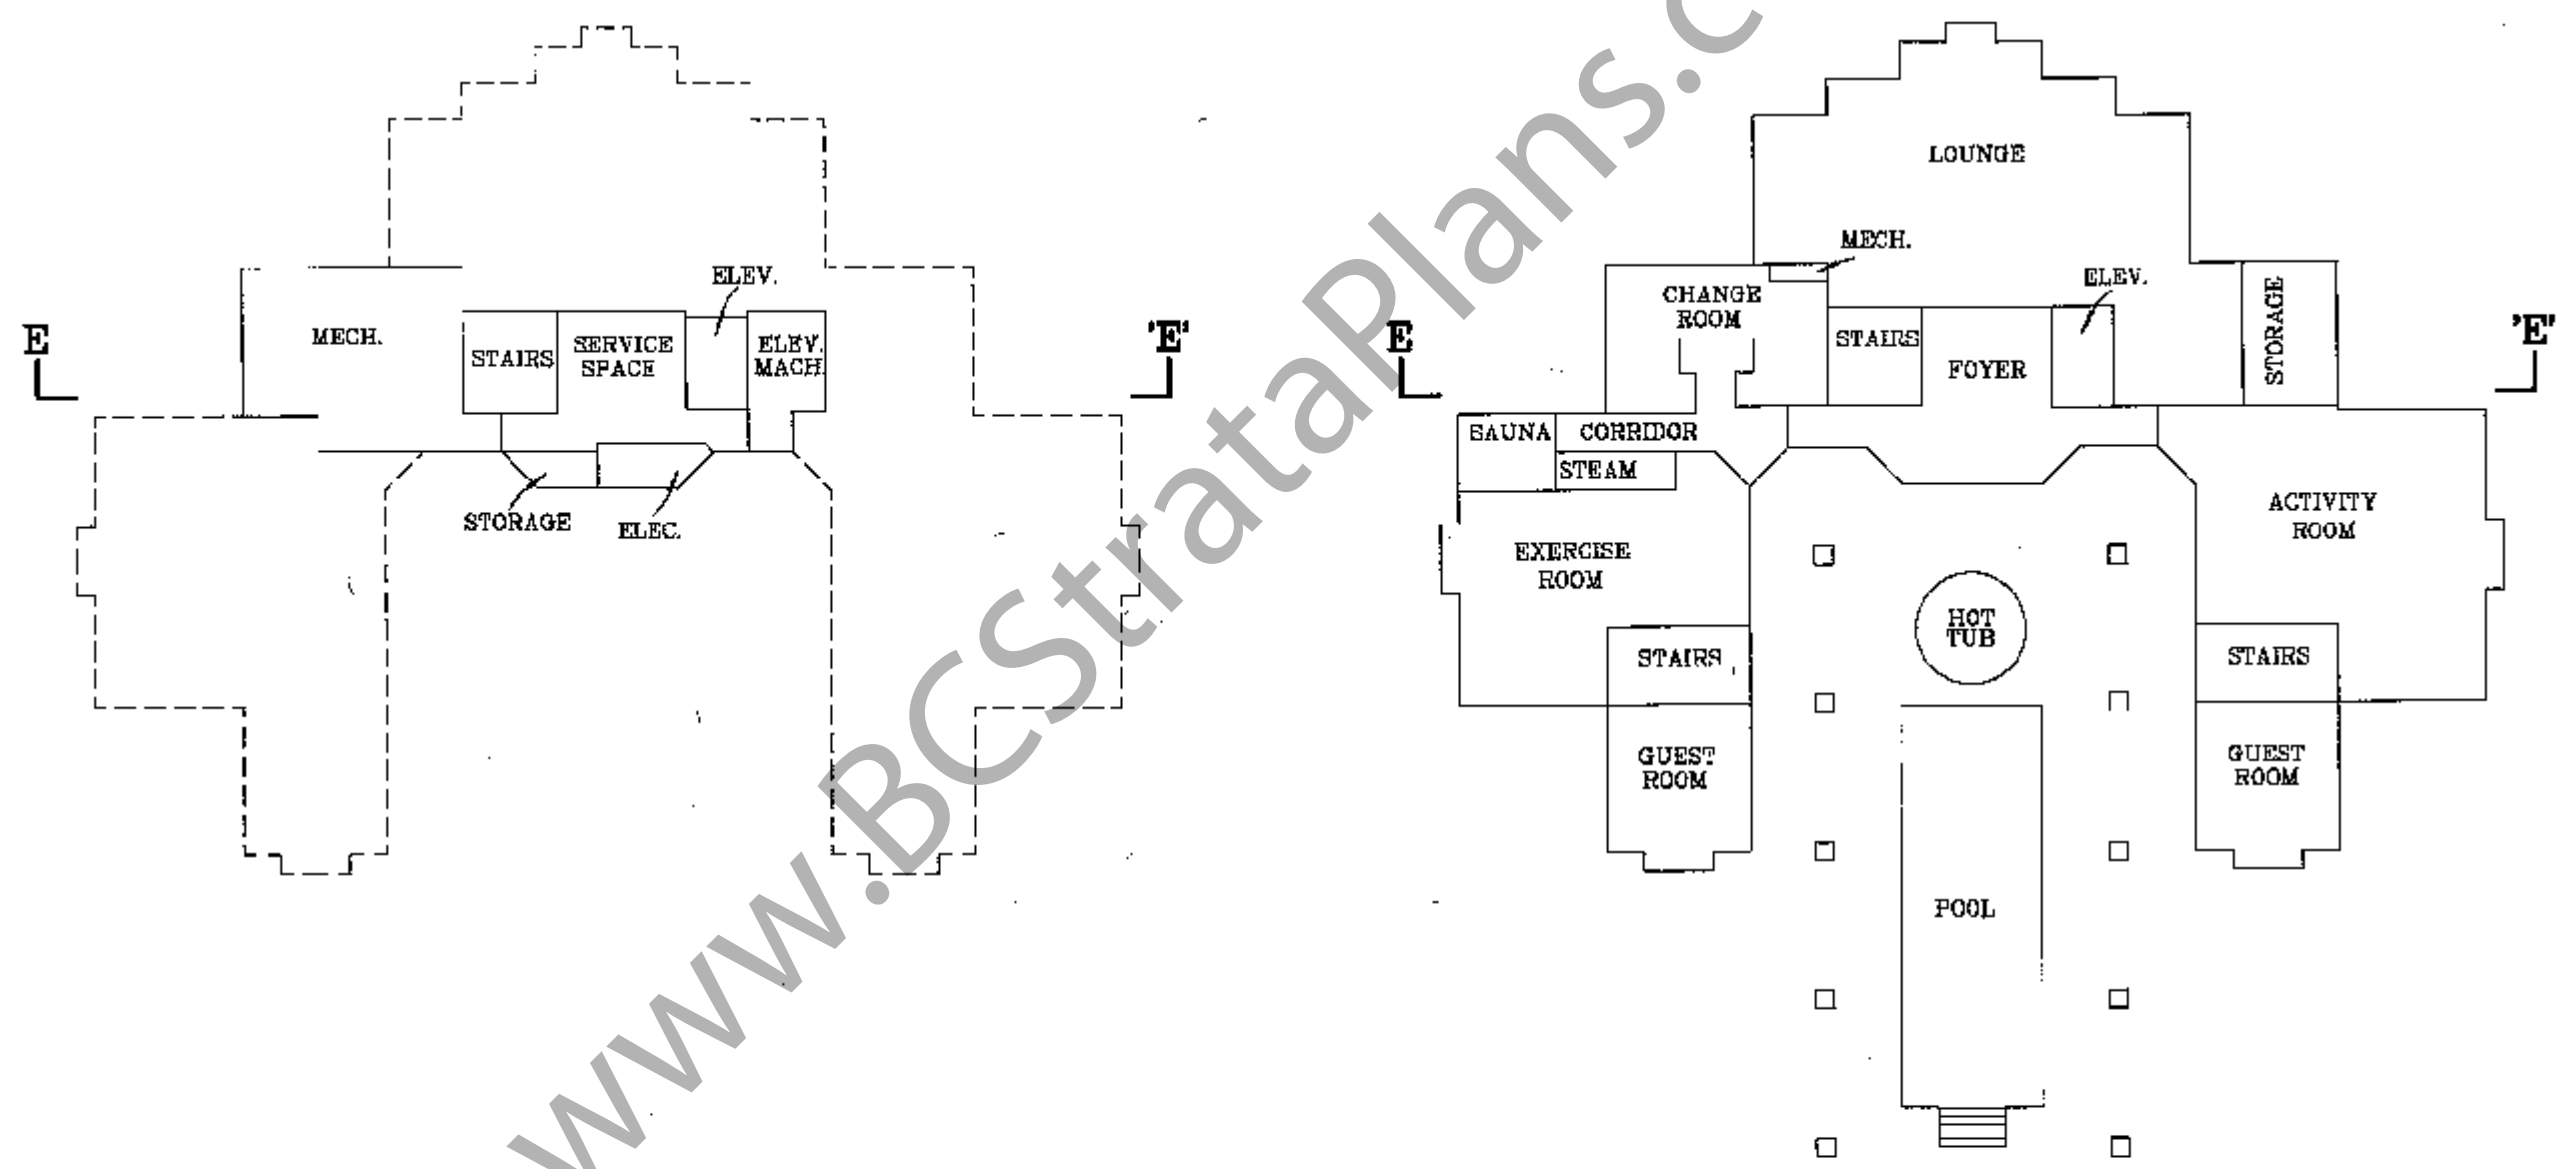 ELEV.
E
MECH.
STAIRS
SERVICE
SPACE
ELEV.
MACH.
'E'
STORAGE
ELEC.
LOUNGE
MECH.
CHANGE
ROOM
ELEV.
E
STAIRS
FOYER
STORAGE
'E'
SAUNA
CORRIDOR
STEAM
ACTIVITY
ROOM
EXERCISE
ROOM
HOT
TUB
STAIRS
STAIRS
GUEST
ROOM
GUEST
ROOM
POOL
www.BCStrataPlans.c